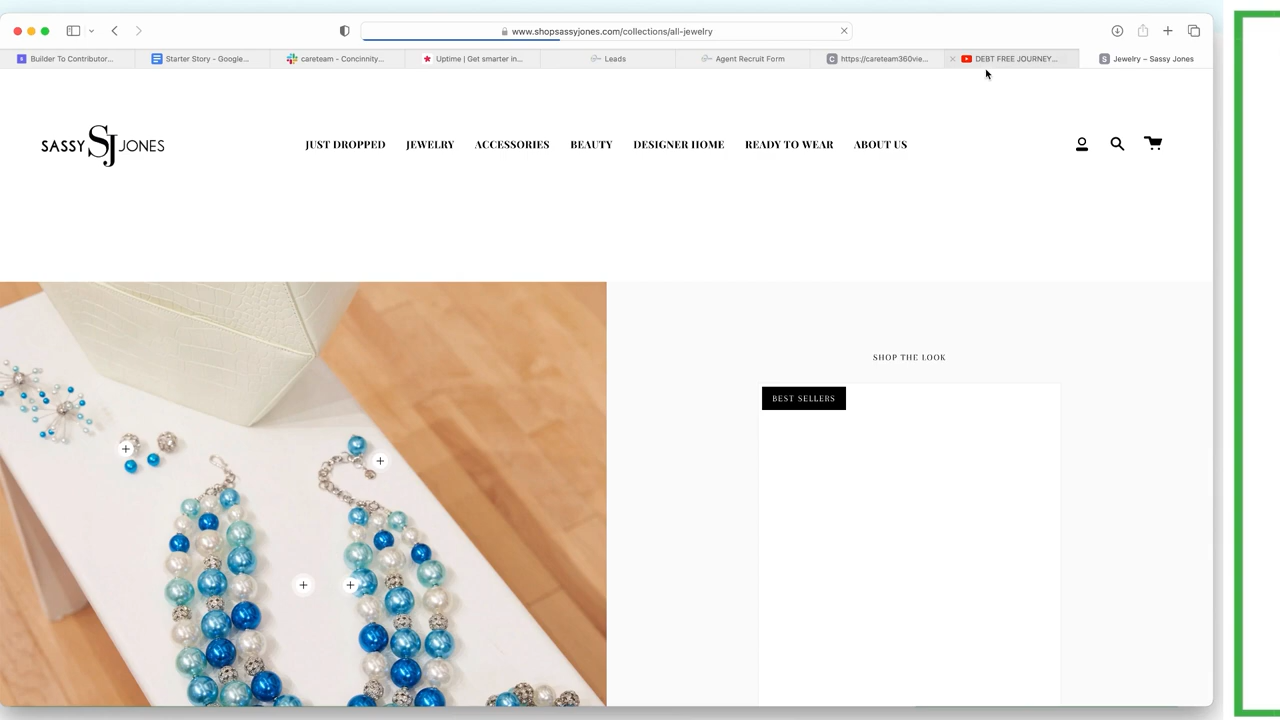 www.shopsassyjones.com/collections/all-jewelry
Builder To Contributor...
Starter Story - Google...
careteam - Concinnity...
Uptime | Get smarter in...
Leads
Agent Recruit Form
https://careteam360vie...
DEBT FREE JOURNEY...
Jewelry – Sassy Jones
SASSY SJ JONES
JUST DROPPED
JEWELRY
ACCESSORIES
BEAUTY
DESIGNER HOME
READY TO WEAR
ABOUT US
SHOP THE LOOK
BEST SELLERS